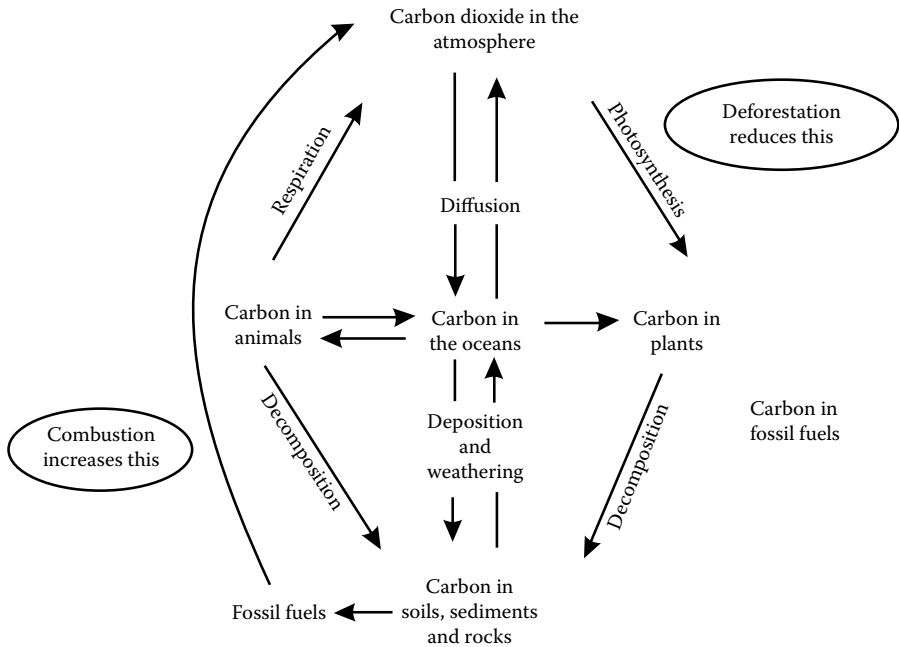 Carbon dioxide in the
atmosphere
Deforestation
reduces this
Photosynthesis
Respiration
Diffusion
Carbon in
animals
Carbon in
the oceans
Carbon in
plants
Combustion
increases this
Decomposition
Deposition
and
weathering
Decomposition
Carbon in
fossil fuels
Fossil fuels
Carbon in
soils, sediments
and rocks